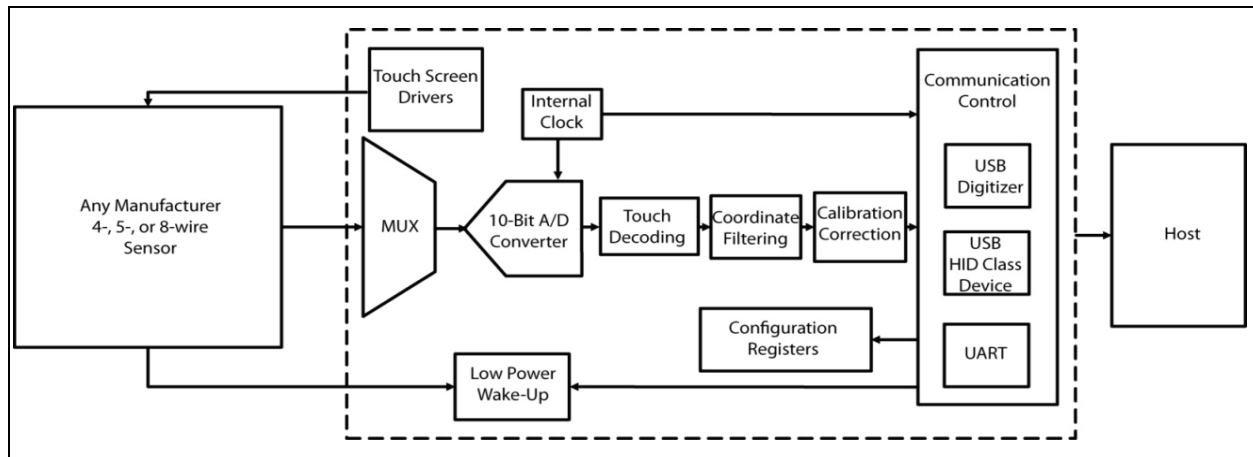 Touch Screen
Drivers
Internal
Clock
Communication
Control
Any Manufacturer
4-, 5-, or 8-wire
Sensor
MUX
10-Bit A/D
Converter
Touch
Decoding
Coordinate
Filtering
Calibration
Correction
USB
Digitizer
USB
HID Class
Device
UART
Configuration
Registers
Low Power
Wake-Up
Host